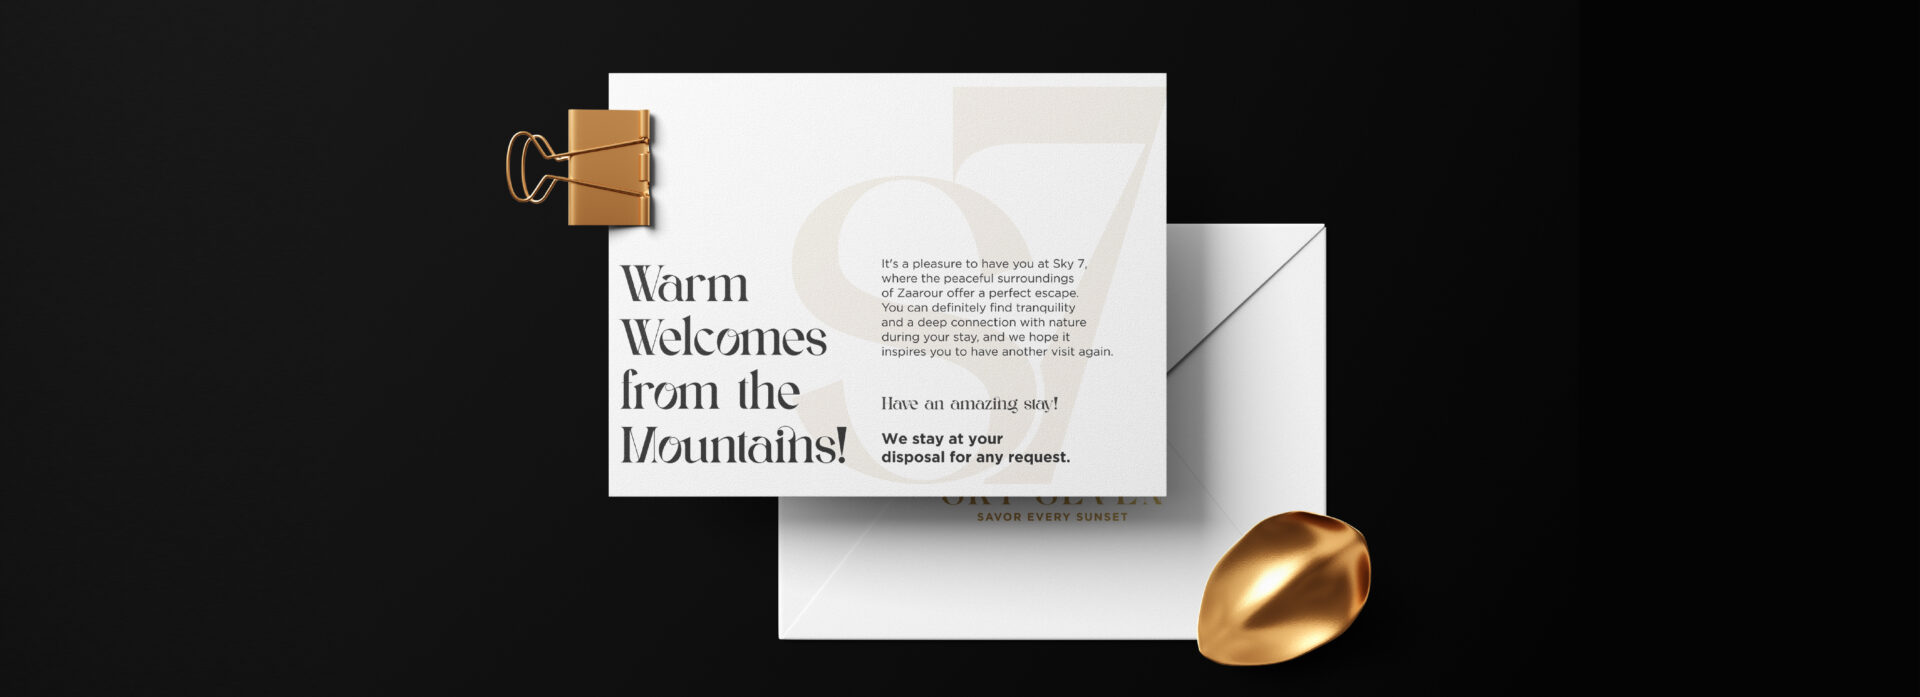 Warm
Welcomes
from the
Mountains!
It's a pleasure to have you at Sky 7,
where the peaceful surroundings
of Zaarour offer a perfect escape.
You can definitely find tranquility
and a deep connection with nature
during your stay, and we hope it
inspires you to have another visit again.
Have an amazing stay!
We stay at your
disposal for any request.
S7
SAVOR EVERY SUNSET